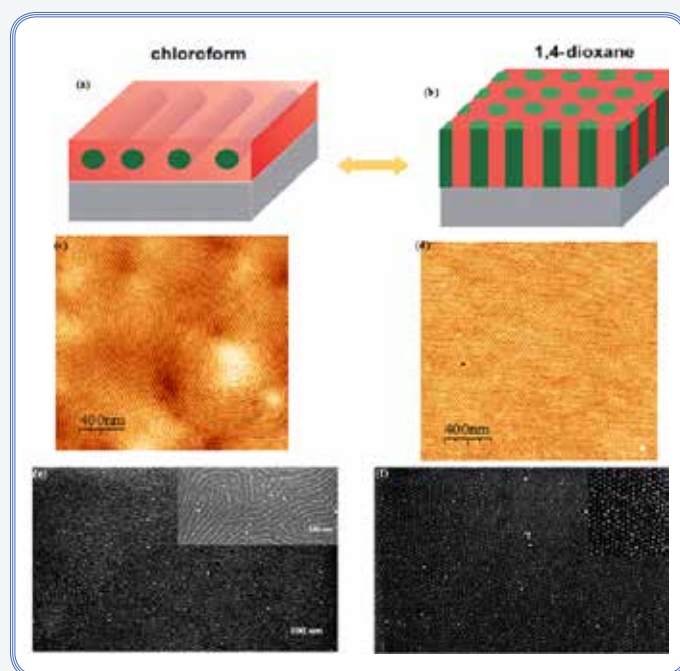 chloroform
1,4-dioxane
(a)
(b)
(c)
(d)
400nm
400nm
(e)
(f)